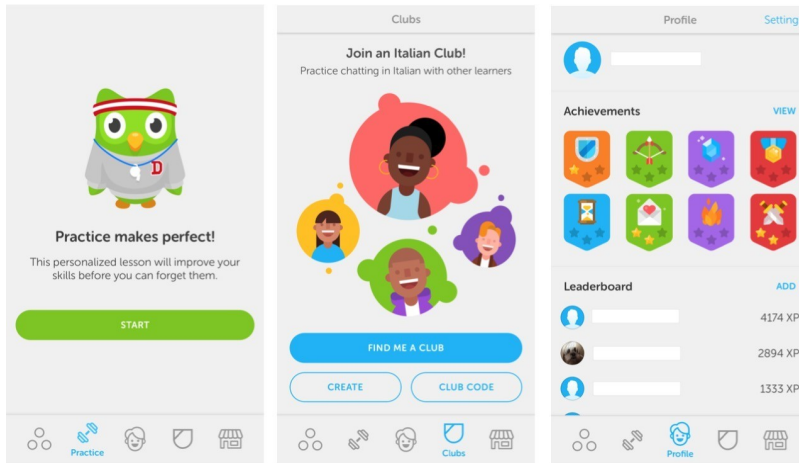 Practice makes perfect!
This personalized lesson will improve your
skills before you can forget them.
START
Practice
Clubs
Join an Italian Club!
Practice chatting in Italian with other learners
FIND ME A CLUB
CREATE
CLUB CODE
Clubs
Profile
Setting
Achievements
VIEW
D
Leaderboard
ADD
4174 XP
2894 XP
1333 XP
Profile